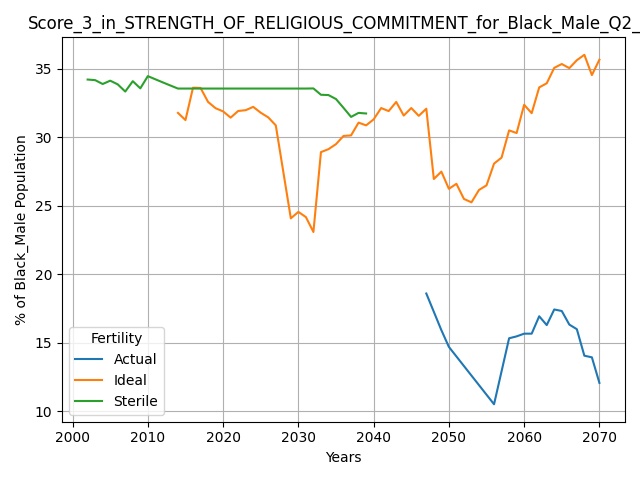 Score_3_in_STRENGTH_OF_RELIGIOUS_COMMITMENT_for_Black_Male_Q2_
% of Black_Male Population
35
30
25
20
15
10
Fertility
Actual
Ideal
Sterile
2000 2010 2020 2030 2040 2050 2060 2070
Years